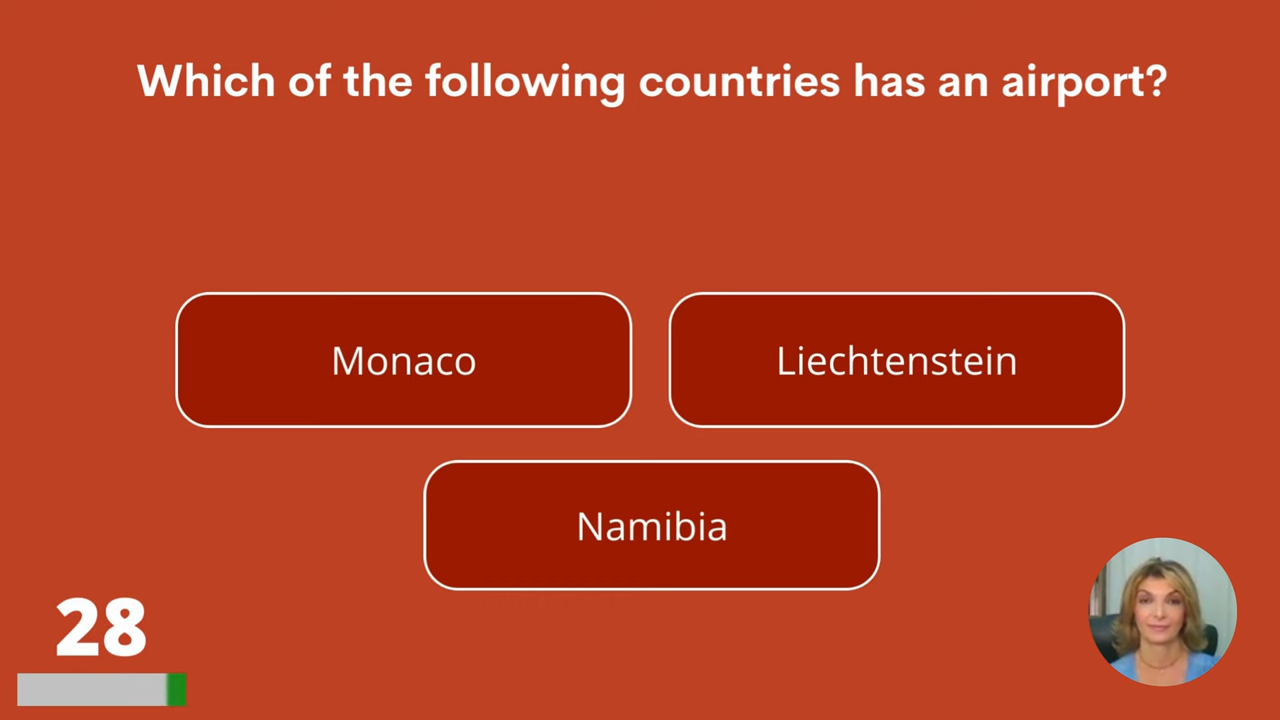 Which of the following countries has an airport?
Monaco
Liechtenstein
Namibia
28